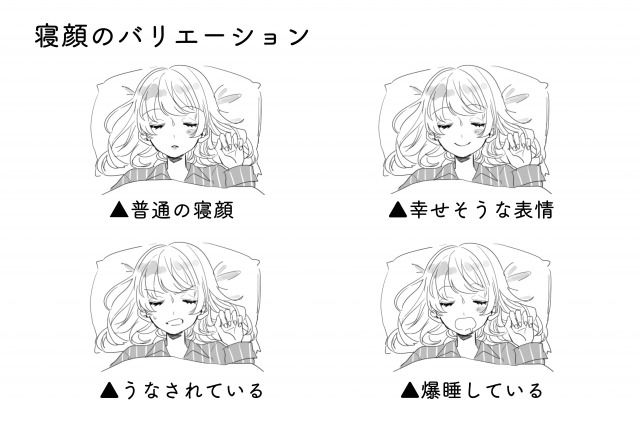 寝顔のバリエーション
▲普通の寝顔
▲幸せそうな表情
▲うなされている
▲爆睡している